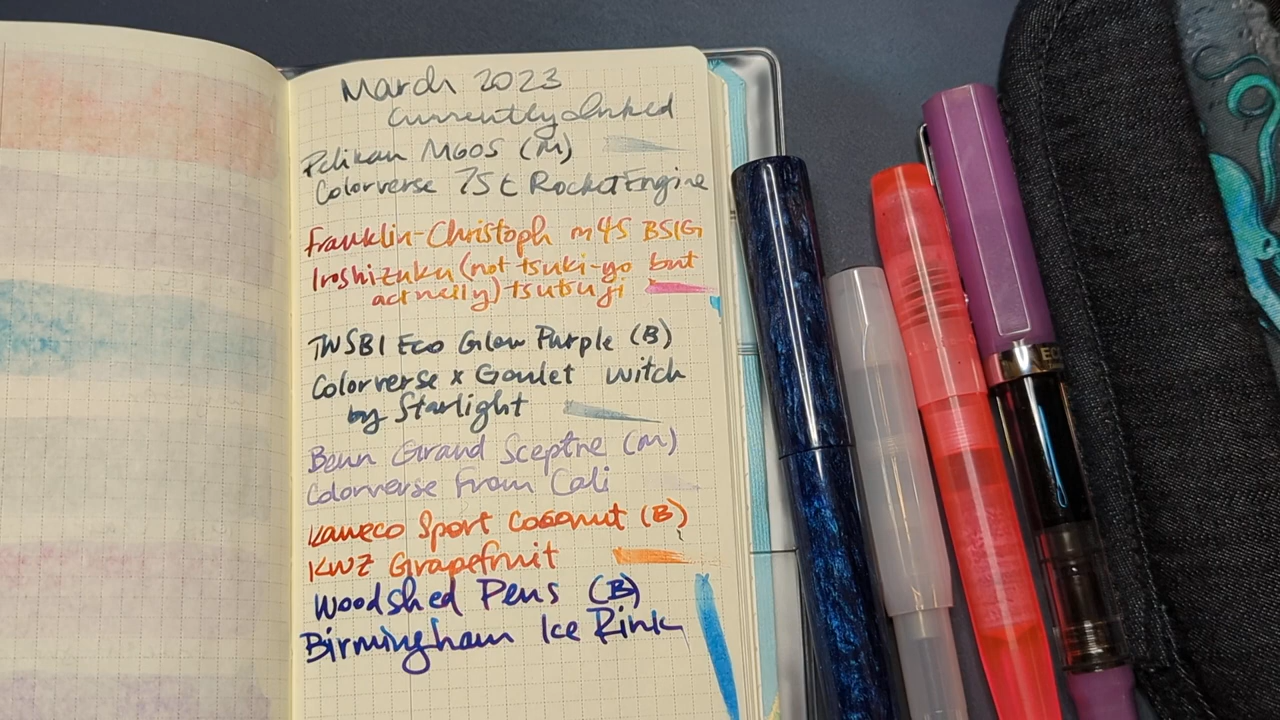 March 2023
Currently Inked
Pelikan M605 (M)
Colorverse 75t Rocket Engine
Franklin-Christoph m45 BSIG
Iroshizuku (not tsuki-yo but
actually) tsutsuji
TWSBI Eco Glow Purple (B)
Colorverse x Goulet Witch
by Starlight
Benu Grand Sceptre (M)
Colorverse From Cali
Kaweco Sport Coconut (B)
KWZ Grapefruit
Woodshed Pens (B)
Birmingham Ice Rink
ECO